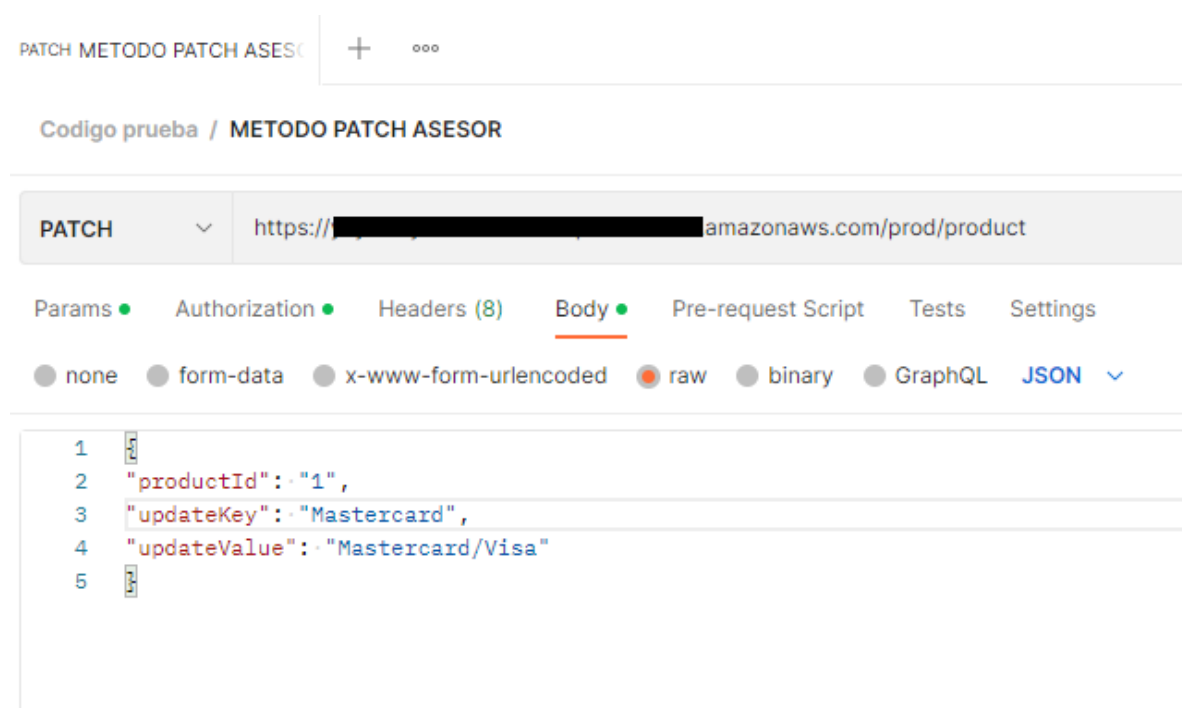 PATCH METODO PATCH ASESO
Codigo prueba / METODO PATCH ASESOR
PATCH https:// amazonaws.com/prod/product
Params Authorization Headers (8) Body Pre-request Script Tests Settings
none form-data x-www-form-urlencoded raw binary GraphQL JSON
1 {
2 "productId": "1",
3 "updateKey": "Mastercard",
4 "updateValue": "Mastercard/Visa"
5 }